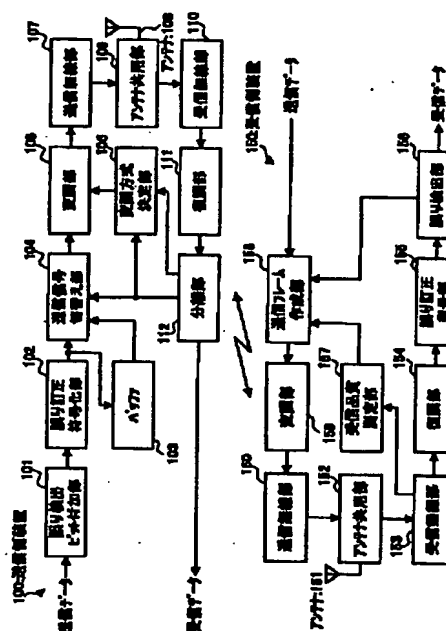 100:送信側装置
送信データ
101
誤り検出
ビット付加部
102
誤り訂正
符号化部
103
バッファ
104
送信信号
切替え部
105
変調方式
決定部
106
変調部
107
送信無線部
108
アンテナ共用部
アンテナ:109
110
受信無線部
111
復調部
112
分離部
受信データ
150:受信側装置
送信データ
158
送信フレーム
作成部
159
変調部
160
送信無線部
アンテナ:151
152
アンテナ共用部
153
受信無線部
154
復調部
155
誤り訂正
復号部
156
誤り検出部
157
受信品質
測定部
受信データ